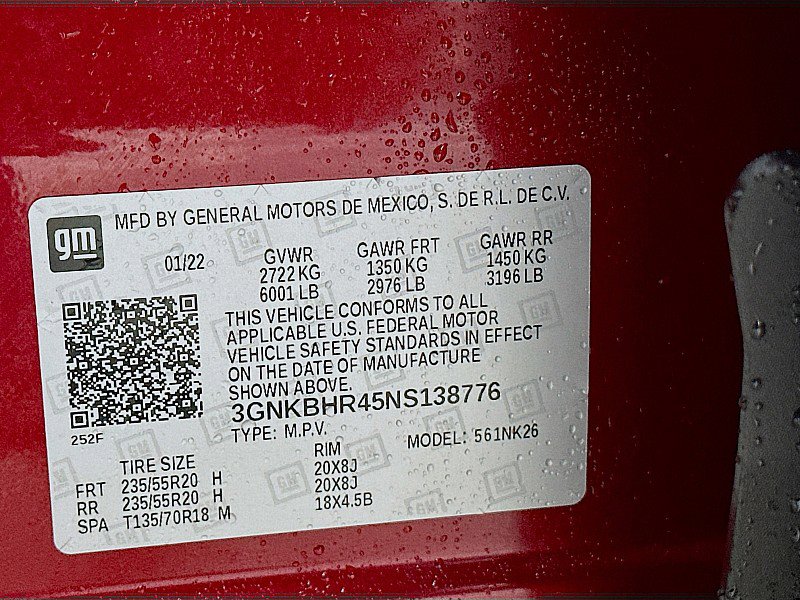 gm
MFD BY GENERAL MOTORS DE MEXICO, S. DE R.L. DE C.V.
01/22 GVWR GAWR FRT GAWR RR
2722 KG 1350 KG 1450 KG
6001 LB 2976 LB 3196 LB
THIS VEHICLE CONFORMS TO ALL
APPLICABLE U.S. FEDERAL MOTOR
VEHICLE SAFETY STANDARDS IN EFFECT
ON THE DATE OF MANUFACTURE
SHOWN ABOVE.
3GNKBHR45NS138776
252F
TYPE: M.P.V. MODEL: 561NK26
TIRE SIZE RIM
FRT 235/55R20 H 20X8J
RR 235/55R20 H 20X8J
SPA T135/70R18 M 18X4.5B